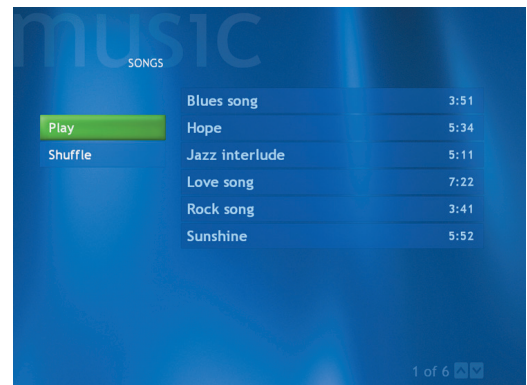 music
SONGS
Blues song 3:51
Play
Hope 5:34
Shuffle
Jazz interlude 5:11
Love song 7:22
Rock song 3:41
Sunshine 5:52
1 of 6